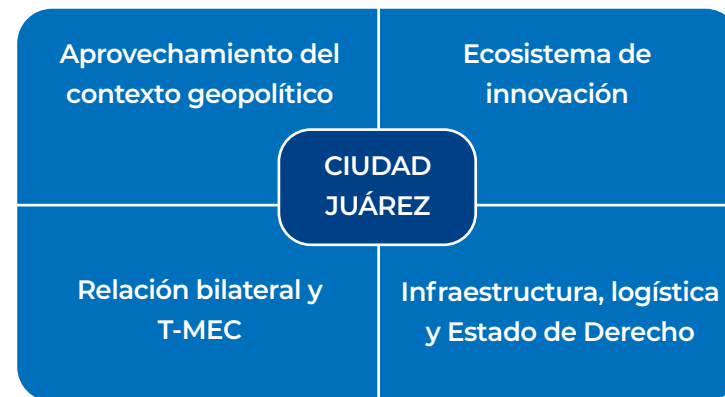 Aprovechamiento del
contexto geopolítico
Ecosistema de
innovación
CIUDAD
JUÁREZ
Relación bilateral y
T-MEC
Infraestructura, logística
y Estado de Derecho